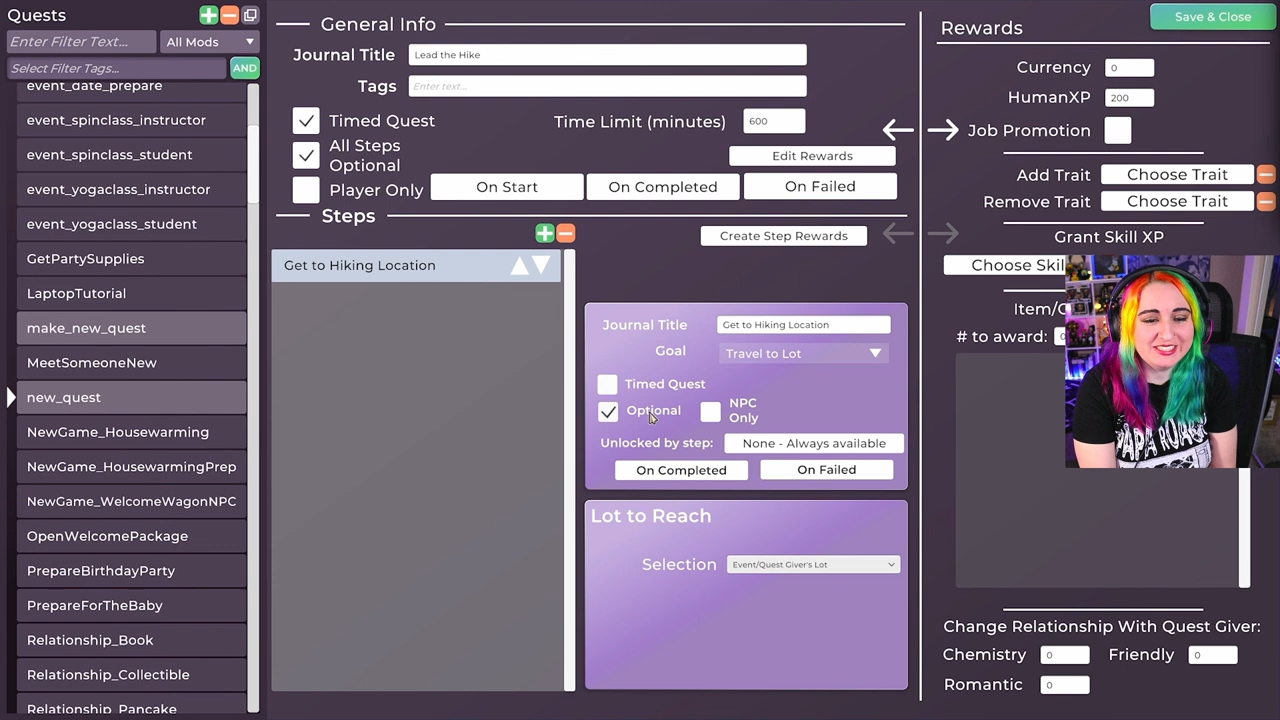 Quests
Enter Filter Text...
All Mods
Select Filter Tags...
AND
event_date_prepare
event_spinclass_instructor
event_spinclass_student
event_yogaclass_instructor
event_yogaclass_student
GetPartySupplies
LaptopTutorial
make_new_quest
MeetSomeoneNew
new_quest
NewGame_Housewarming
NewGame_HousewarmingPrep
NewGame_WelcomeWagonNPC
OpenWelcomePackage
PrepareBirthdayParty
PrepareForTheBaby
Relationship_Book
Relationship_Collectible
Relationship_Pancake
General Info
Journal Title
Lead the Hike
Tags
Enter text...
Timed Quest
Time Limit (minutes)
600
All Steps
Optional
Edit Rewards
Player Only
On Start
On Completed
On Failed
Steps
Create Step Rewards
Get to Hiking Location
Journal Title
Get to Hiking Location
Goal
Travel to Lot
Timed Quest
Optional
NPC
Only
Unlocked by step:
None - Always available
On Completed
On Failed
Lot to Reach
Selection
Event/Quest Giver's Lot
Save & Close
Rewards
Currency
0
HumanXP
200
Job Promotion
Add Trait
Choose Trait
Remove Trait
Choose Trait
Grant Skill XP
Choose Skil
# to award:
PAPA ROA
Change Relationship With Quest Giver:
Chemistry
0
Friendly
0
Romantic
0